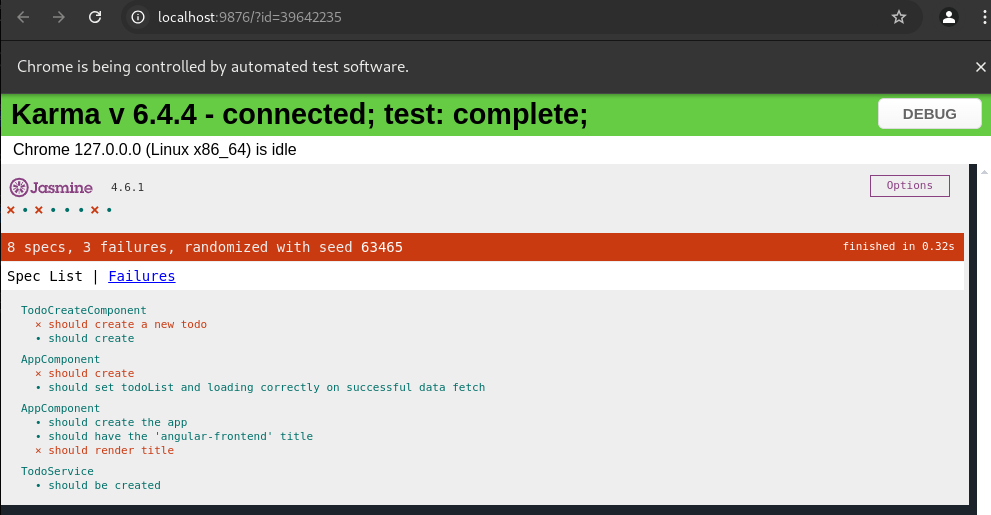 localhost:9876/?id=39642235
Chrome is being controlled by automated test software.
Karma v 6.4.4 - connected; test: complete;
DEBUG
Chrome 127.0.0.0 (Linux x86_64) is idle
Jasmine 4.6.1
Options
× • × • • • × •
8 specs, 3 failures, randomized with seed 63465
finished in 0.32s
Spec List | Failures
TodoCreateComponent
× should create a new todo
• should create
AppComponent
× should create
• should set todoList and loading correctly on successful data fetch
AppComponent
• should create the app
• should have the 'angular-frontend' title
× should render title
TodoService
• should be created